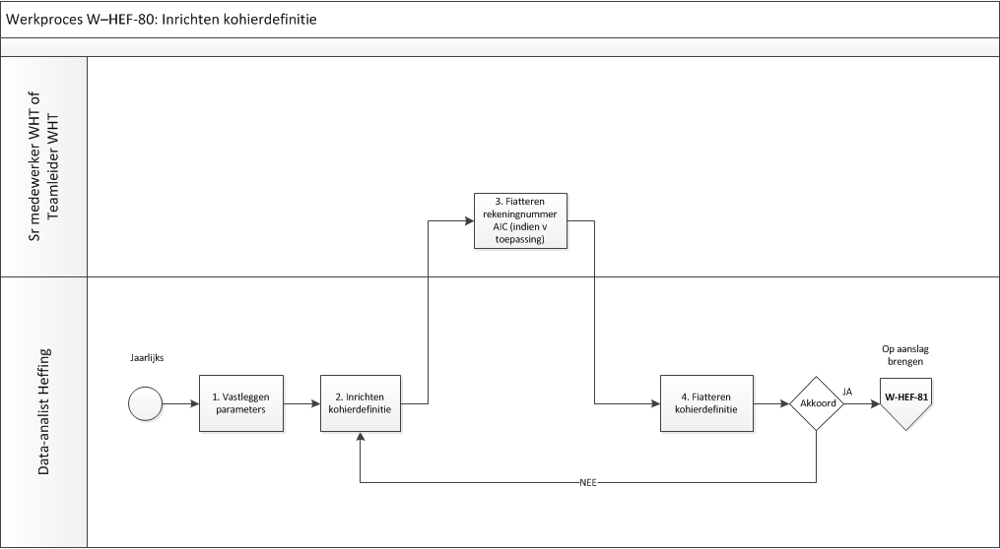 Werkproces W–HEF-80: Inrichten kohierdefinitie
Sr medewerker WHT of
Teamleider WHT
3. Fiatteren
rekeningnummer
AIC (indien v
toepassing)
Data-analist Heffing
Jaarlijks
1. Vastleggen
parameters
2. Inrichten
kohierdefinitie
4. Fiatteren
kohierdefinitie
Akkoord
JA
Op aanslag
brengen
W-HEF-81
NEE